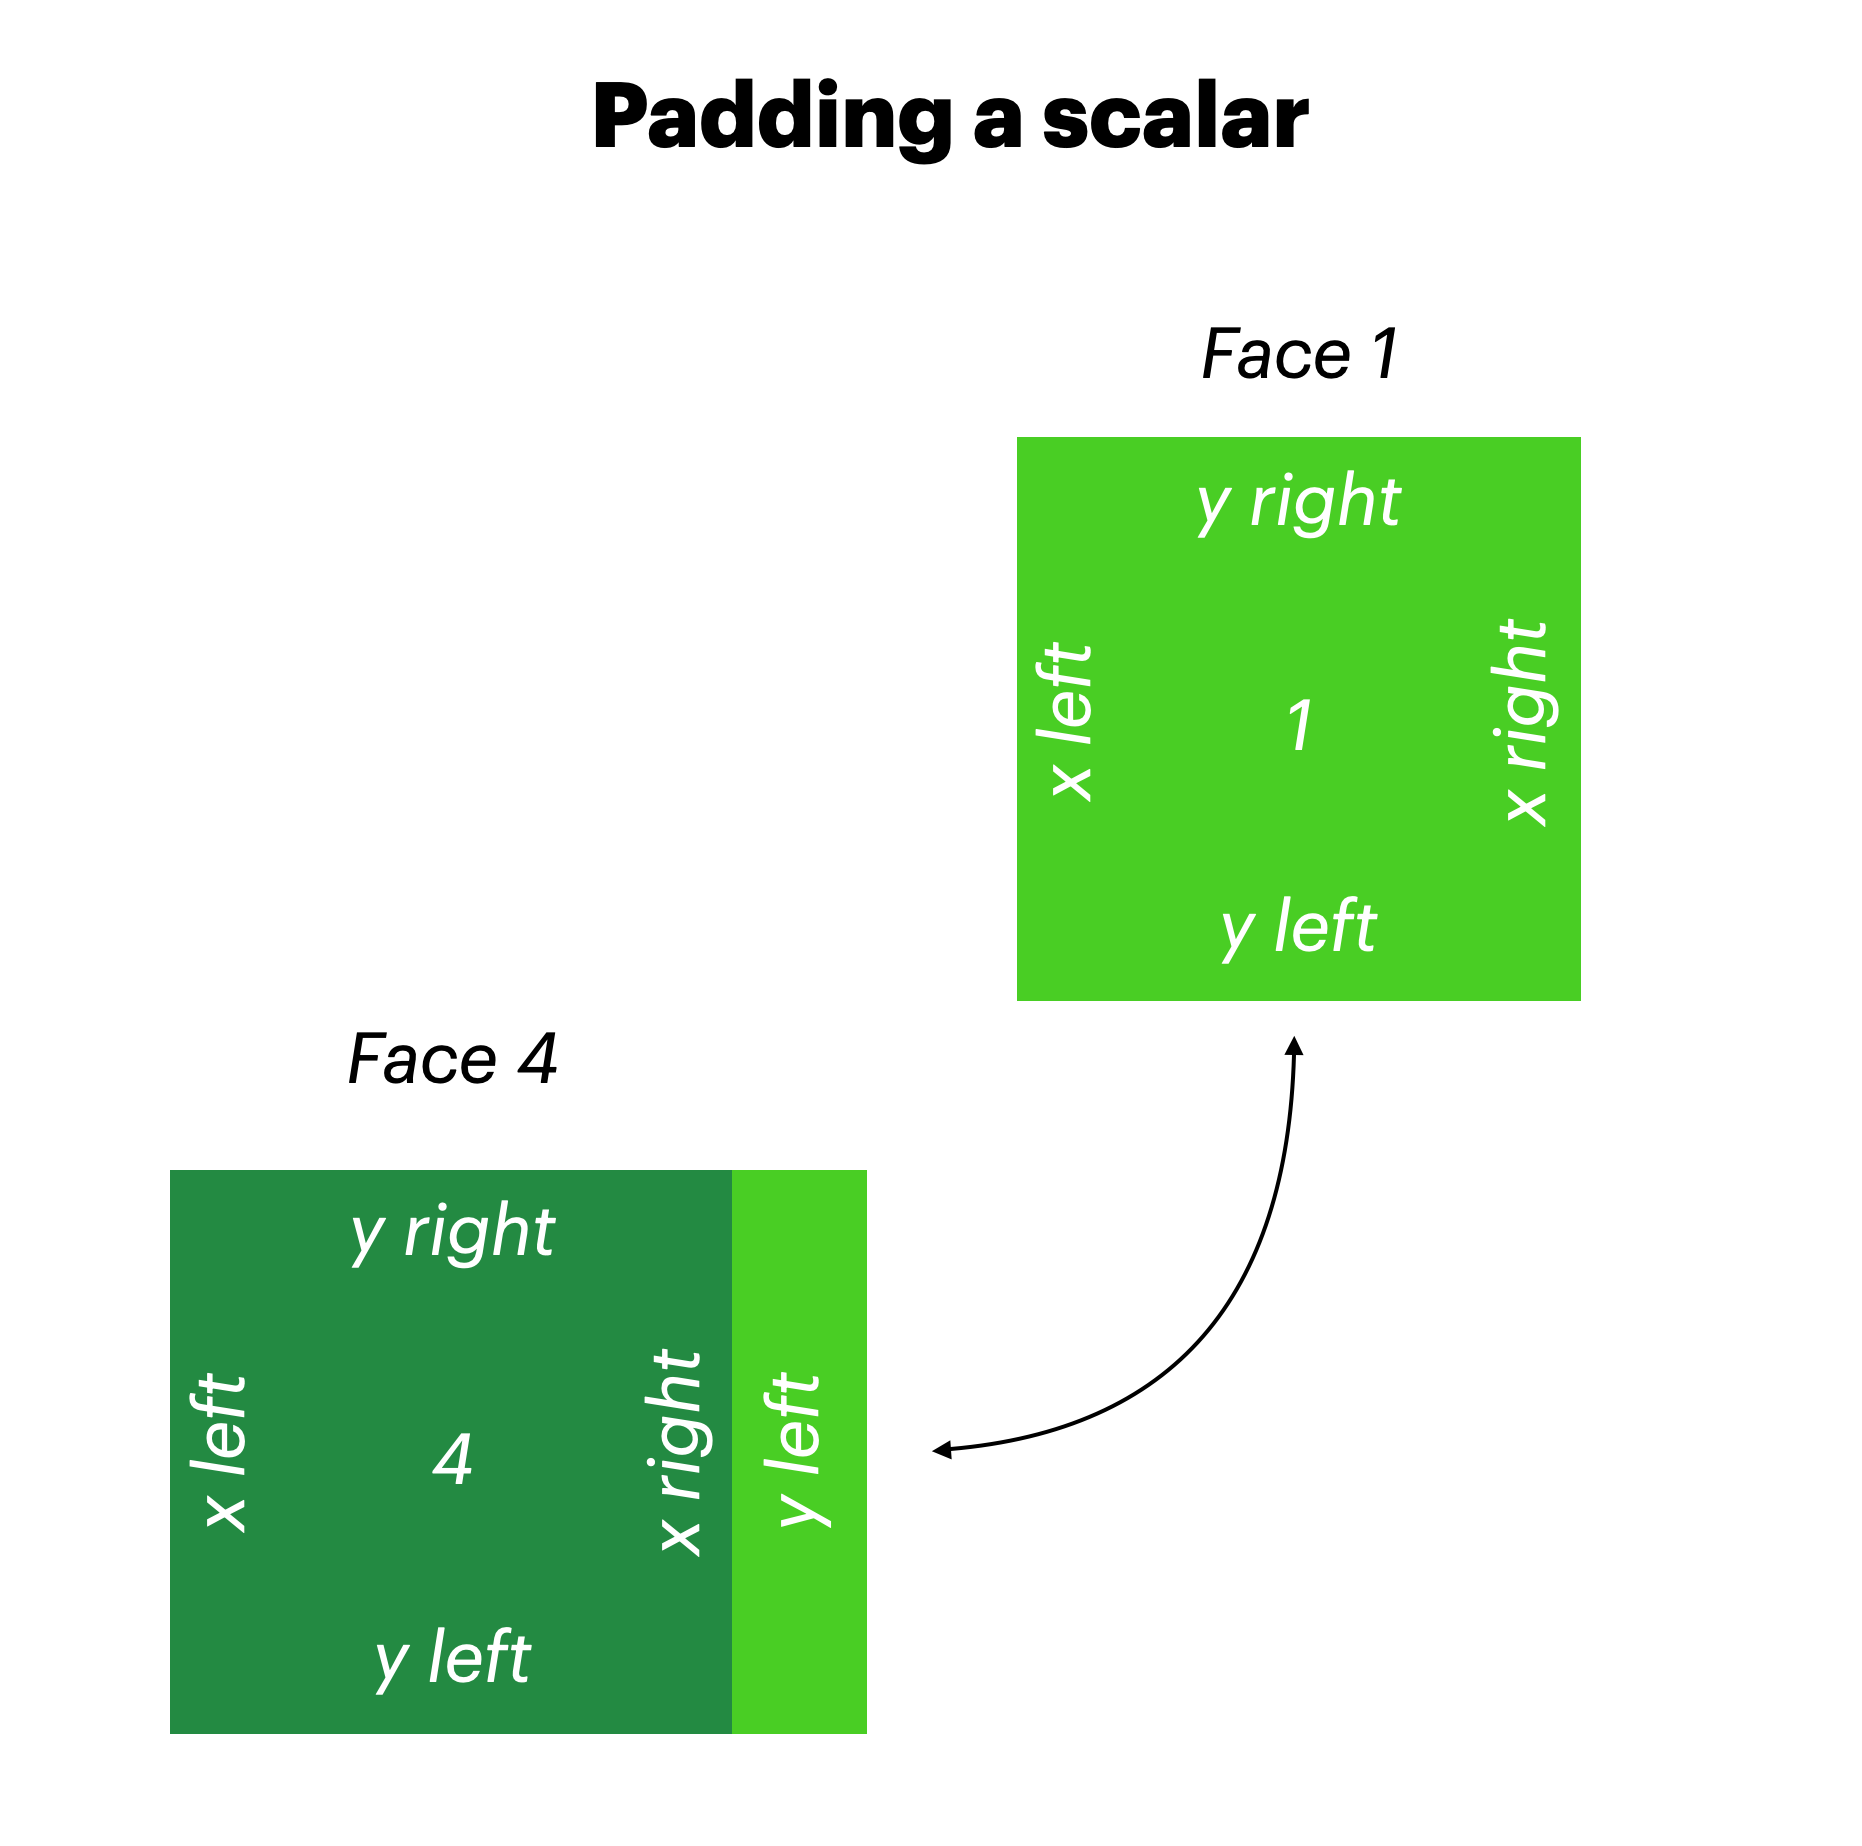 Padding a scalar
Face 1
y right
x left
1
x right
y left
Face 4
y right
x left
4
x right
y left
y left